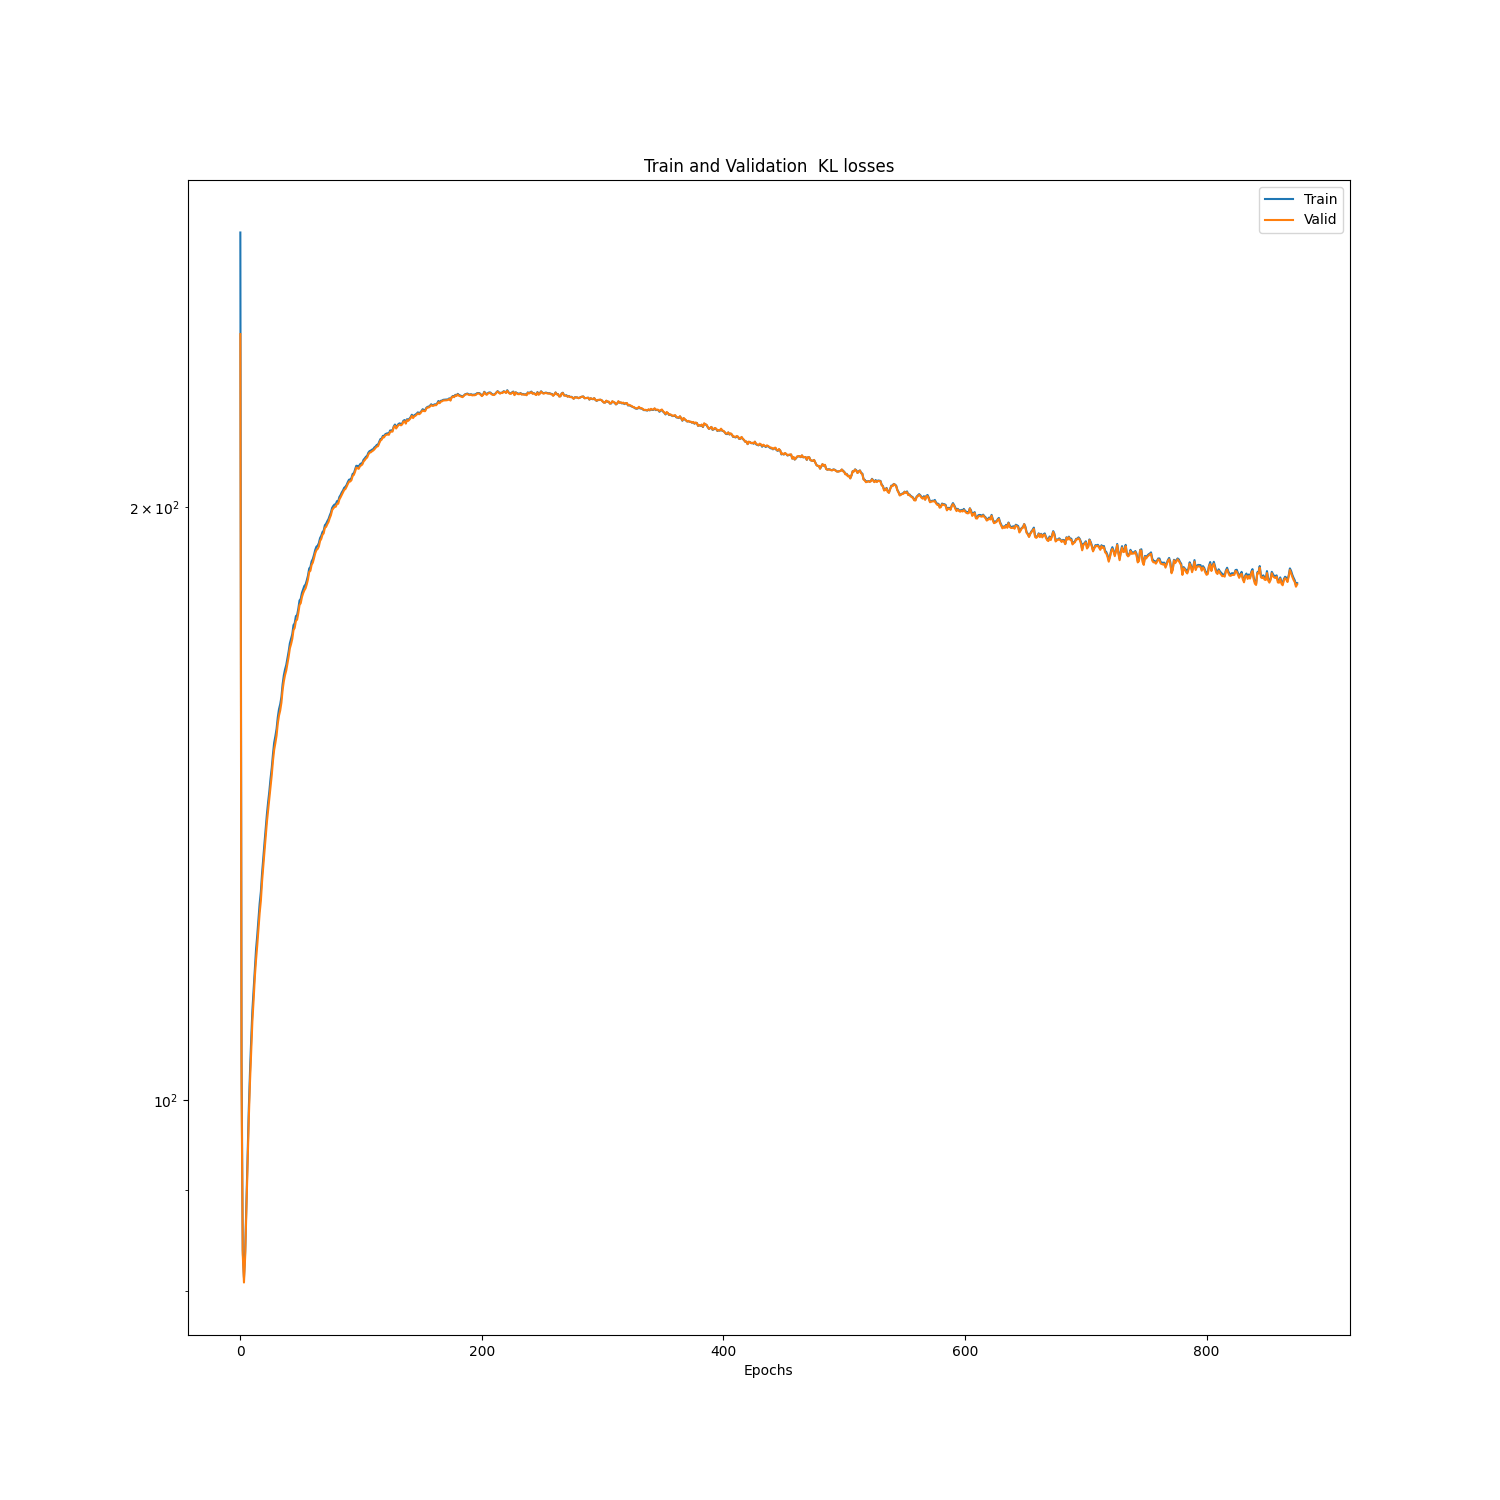 Train and Validation  KL losses
Train
Valid
2 × 10²
10²
0 200 400 600 800
Epochs